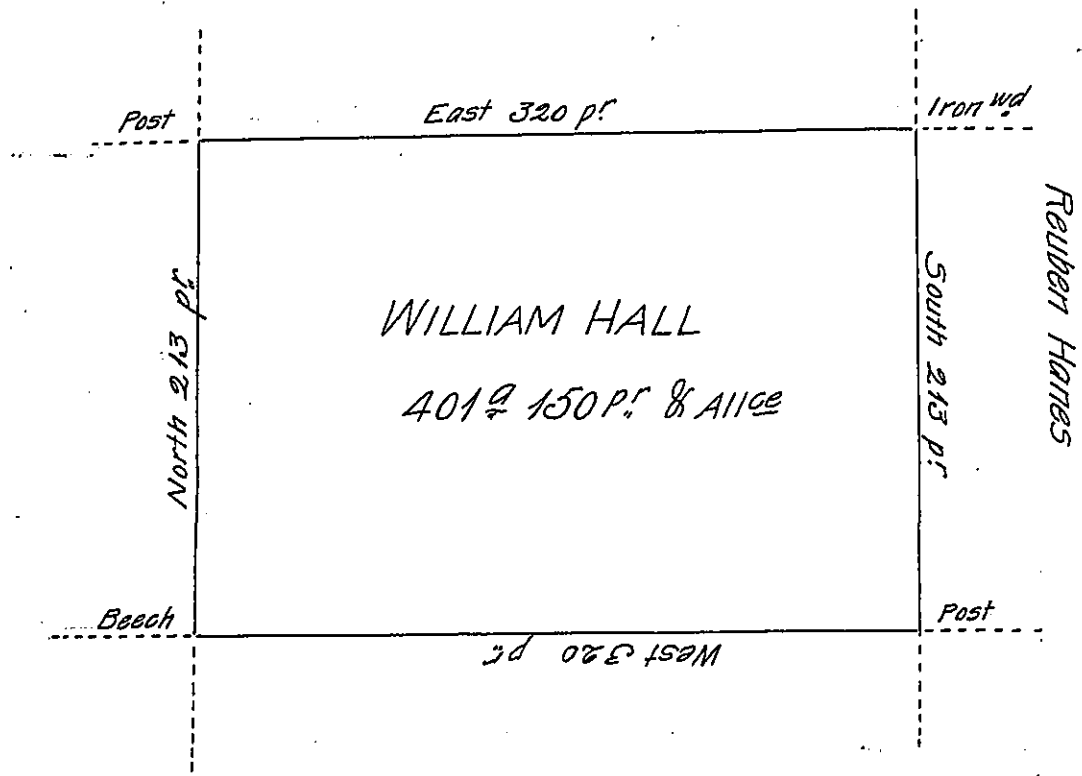 Post
East 320 pr.
Iron wd.
North 213 pr.
WILLIAM HALL
401a 150 Pr. & Allce
South 213 pr.
Reuben Hanes
Beech
Post
West 320 pr.